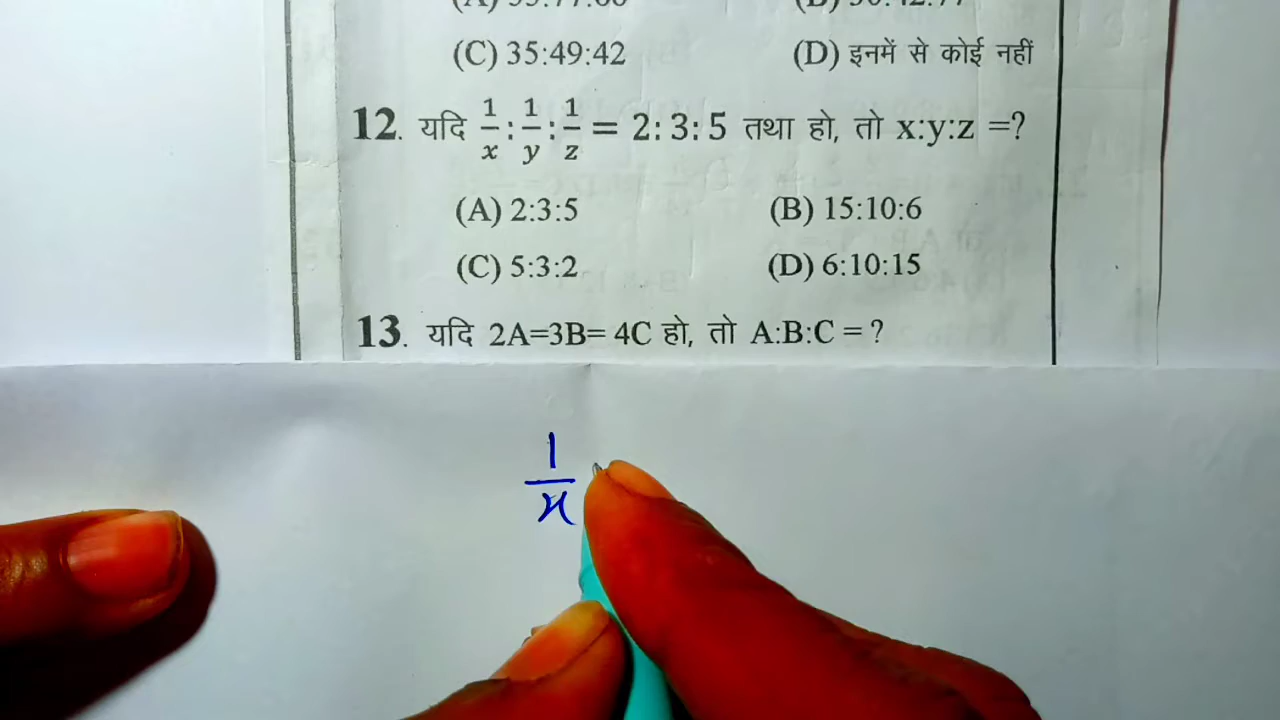 (C) 35:49:42 (D) इनमें से कोई नहीं
12. यदि 1/x : 1/y : 1/z = 2: 3: 5 तथा हो, तो x:y:z =?
(A) 2:3:5 (B) 15:10:6
(C) 5:3:2 (D) 6:10:15
13. यदि 2A=3B= 4C हो, तो A:B:C = ?
1/x